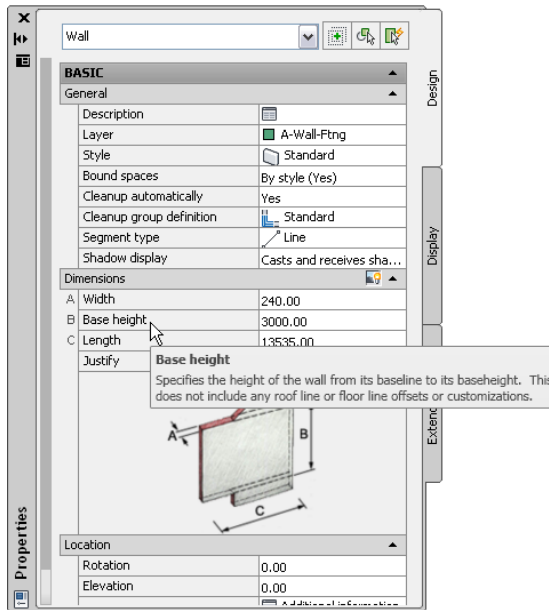 Wall
BASIC
General
Description
Layer A-Wall-Ftng
Style Standard
Bound spaces By style (Yes)
Cleanup automatically Yes
Cleanup group definition Standard
Segment type Line
Shadow display Casts and receives sha...
Dimensions
A Width 240.00
B Base height 3000.00
C Length 13535.00
Justify
Base height
Specifies the height of the wall from its baseline to its baseheight. This
does not include any roof line or floor line offsets or customizations.
A
B
C
Location
Rotation 0.00
Elevation 0.00
Additional information
Design
Display
Extend
Properties